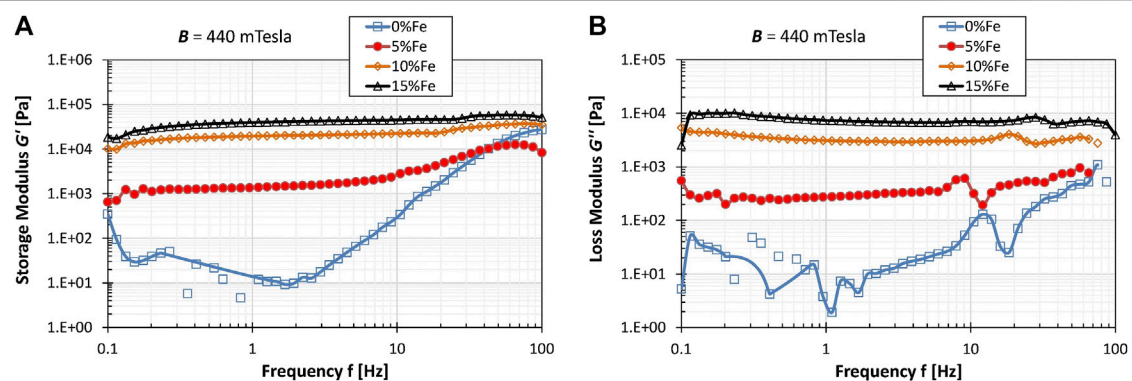 A
B = 440 mTesla
0%Fe
5%Fe
10%Fe
15%Fe
Storage Modulus G' [Pa]
1.E+06
1.E+05
1.E+04
1.E+03
1.E+02
1.E+01
1.E+00
0.1
1
10
100
Frequency f [Hz]
B
B = 440 mTesla
0%Fe
5%Fe
10%Fe
15%Fe
Loss Modulus G'' [Pa]
1.E+05
1.E+04
1.E+03
1.E+02
1.E+01
1.E+00
0.1
1
10
100
Frequency f [Hz]